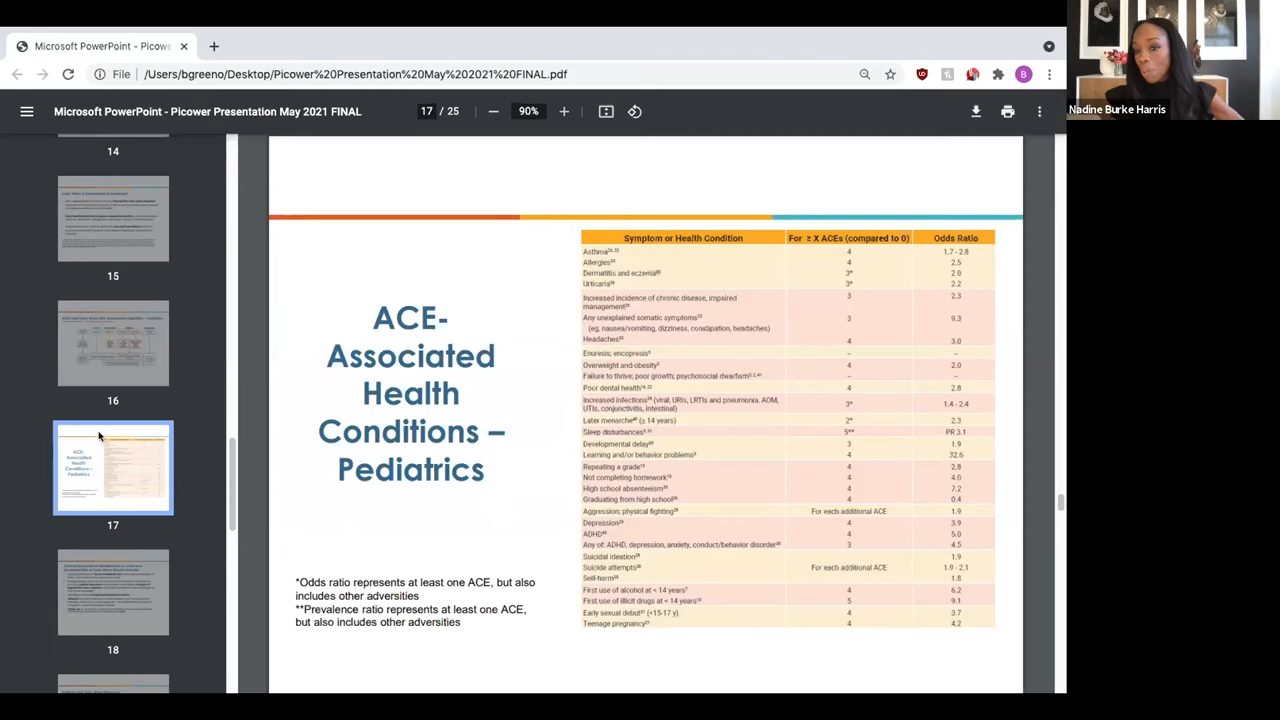 Microsoft PowerPoint - Picowe
File /Users/bgreeno/Desktop/Picower%20Presentation%20May%202021%20FINAL.pdf
B
Nadine Burke Harris
Microsoft PowerPoint - Picower Presentation May 2021 FINAL
17 / 25
90%
14
15
16
17
18
ACE-
Associated
Health
Conditions –
Pediatrics
*Odds ratio represents at least one ACE, but also
includes other adversities
**Prevalence ratio represents at least one ACE,
but also includes other adversities
Symptom or Health Condition For ≥ X ACEs (compared to 0) Odds Ratio
Asthma 4 1.7 - 2.8
Allergies 4 2.5
Dermatitis and eczema 3* 2.0
Urticaria 3* 2.2
Increased incidence of chronic disease, impaired
management 3 2.3
Any unexplained somatic symptoms 3 9.3
(eg, nausea/vomiting, dizziness, constipation, headaches)
Headaches 4 3.0
Enuresis; encopresis – –
Overweight and obesity 4 2.0
Failure to thrive; poor growth; psychosocial dwarfism – –
Poor dental health 4 2.8
Increased infections (viral, URIs, LRTIs and pneumonia, AOM,
UTIs, conjunctivitis, intestinal) 3* 1.4 - 2.4
Later menarche (≥ 14 years) 2* 2.3
Sleep disturbances 5** PR 3.1
Developmental delay 3 1.9
Learning and/or behavior problems 4 32.6
Repeating a grade 4 2.8
Not completing homework 4 4.0
High school absenteeism 4 7.2
Graduating from high school 4 0.4
Aggression; physical fighting For each additional ACE 1.9
Depression 4 3.9
ADHD 4 5.0
Any of: ADHD, depression, anxiety, conduct/behavior disorder 3 4.5
Suicidal ideation 1.9
Suicide attempts For each additional ACE 1.9 - 2.1
Self-harm 1.8
First use of alcohol at < 14 years 4 6.2
First use of illicit drugs at < 14 years 5 9.1
Early sexual debut (<15-17 y) 4 3.7
Teenage pregnancy 4 4.2